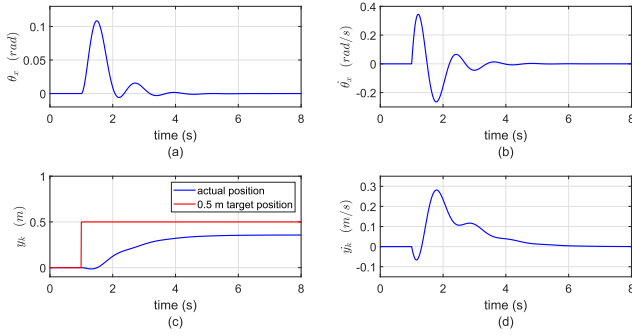 0.1
0.05
0
θₓ (rad)
0 2 4 6 8
time (s)
(a)
0.4
0.2
0
-0.2
θ̇ₓ (rad/s)
0 2 4 6 8
time (s)
(b)
1
0.5
0
yₖ (m)
actual position
0.5 m target position
0 2 4 6 8
time (s)
(c)
0.3
0.2
0.1
0
-0.1
ẏₖ (m/s)
0 2 4 6 8
time (s)
(d)